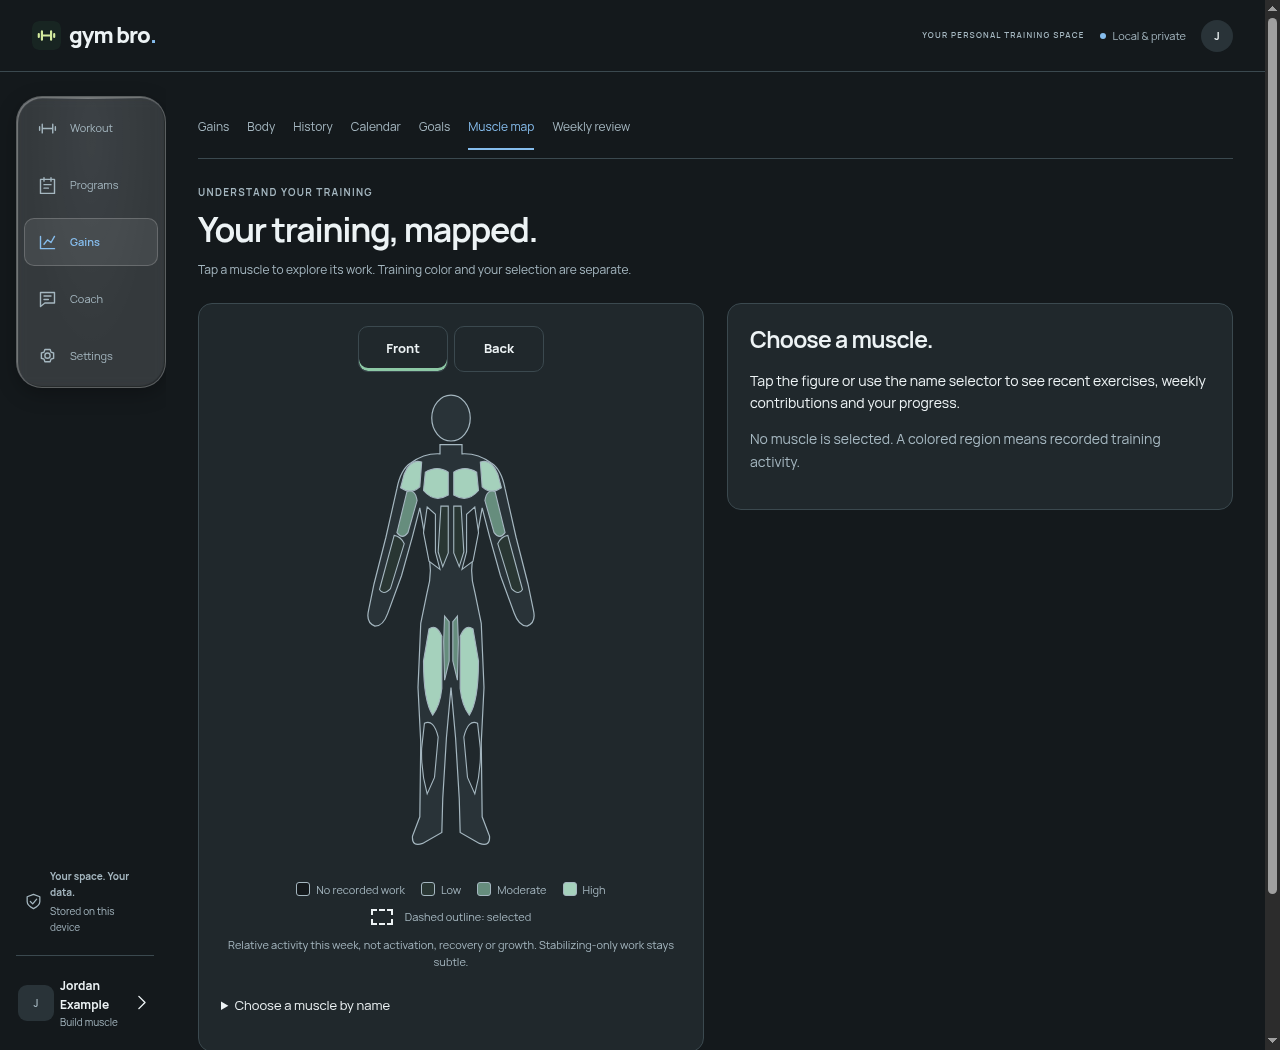 gym bro.
YOUR PERSONAL TRAINING SPACE
Local & private
J
Workout
Programs
Gains
Coach
Settings
Gains
Body
History
Calendar
Goals
Muscle map
Weekly review
UNDERSTAND YOUR TRAINING
Your training, mapped.
Tap a muscle to explore its work. Training color and your selection are separate.
Front
Back
No recorded work
Low
Moderate
High
Dashed outline: selected
Relative activity this week, not activation, recovery or growth. Stabilizing-only work stays
subtle.
Choose a muscle by name
Choose a muscle.
Tap the figure or use the name selector to see recent exercises, weekly
contributions and your progress.
No muscle is selected. A colored region means recorded training
activity.
Your space. Your
data.
Stored on this
device
J
Jordan
Example
Build muscle